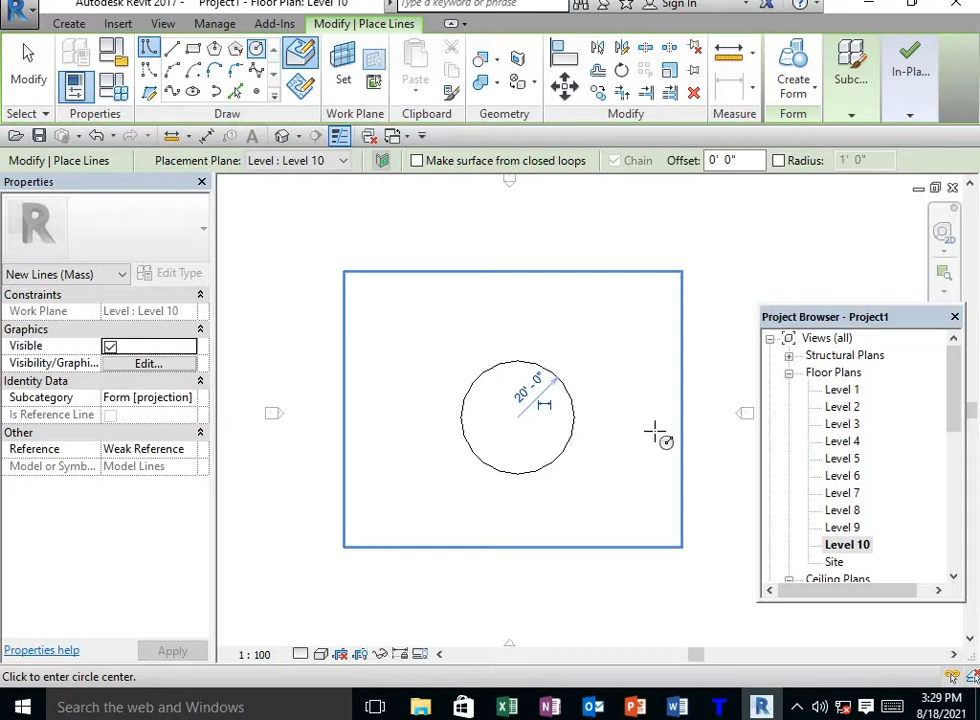 Autodesk Revit 2017 - Project1 - Floor Plan: Level 10
Type a keyword or phrase
Sign In
Create Insert View Manage Add-Ins Modify | Place Lines
Modify
Set
Paste
Create Form
Subc...
In-Pla...
Select Properties Draw Work Plane Clipboard Geometry Modify Measure Form
Modify | Place Lines Placement Plane: Level : Level 10 Make surface from closed loops Chain Offset: 0' 0" Radius: 1' 0"
Properties
New Lines (Mass) Edit Type
Constraints
Work Plane Level : Level 10
Graphics
Visible
Visibility/Graphi... Edit...
Identity Data
Subcategory Form [projection]
Is Reference Line
Other
Reference Weak Reference
Model or Symb... Model Lines
Properties help Apply
20' - 0"
2D
Project Browser - Project1
Views (all)
Structural Plans
Floor Plans
Level 1
Level 2
Level 3
Level 4
Level 5
Level 6
Level 7
Level 8
Level 9
Level 10
Site
Ceiling Plans
1 : 100
Click to enter circle center.
Search the web and Windows
3:29 PM
8/18/2021